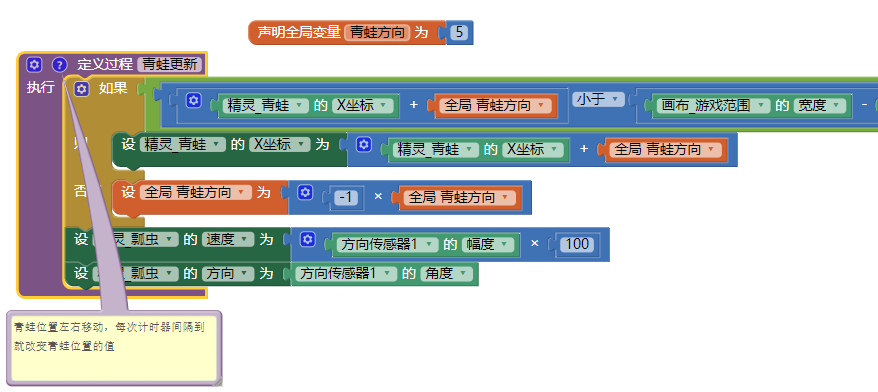 声明全局变量 青蛙方向 为 5
定义过程 青蛙更新
执行 如果 精灵_青蛙 的 X坐标 + 全局 青蛙方向 小于 画布_游戏范围 的 宽度 -
则 设 精灵_青蛙 的 X坐标 为 精灵_青蛙 的 X坐标 + 全局 青蛙方向
否 设 全局 青蛙方向 为 -1 × 全局 青蛙方向
设 灵_瓢虫 的 速度 为 方向传感器1 的 幅度 × 100
设 灵_瓢虫 的 方向 为 方向传感器1 的 角度
青蛙位置左右移动，每次计时器间隔到
就改变青蛙位置的值